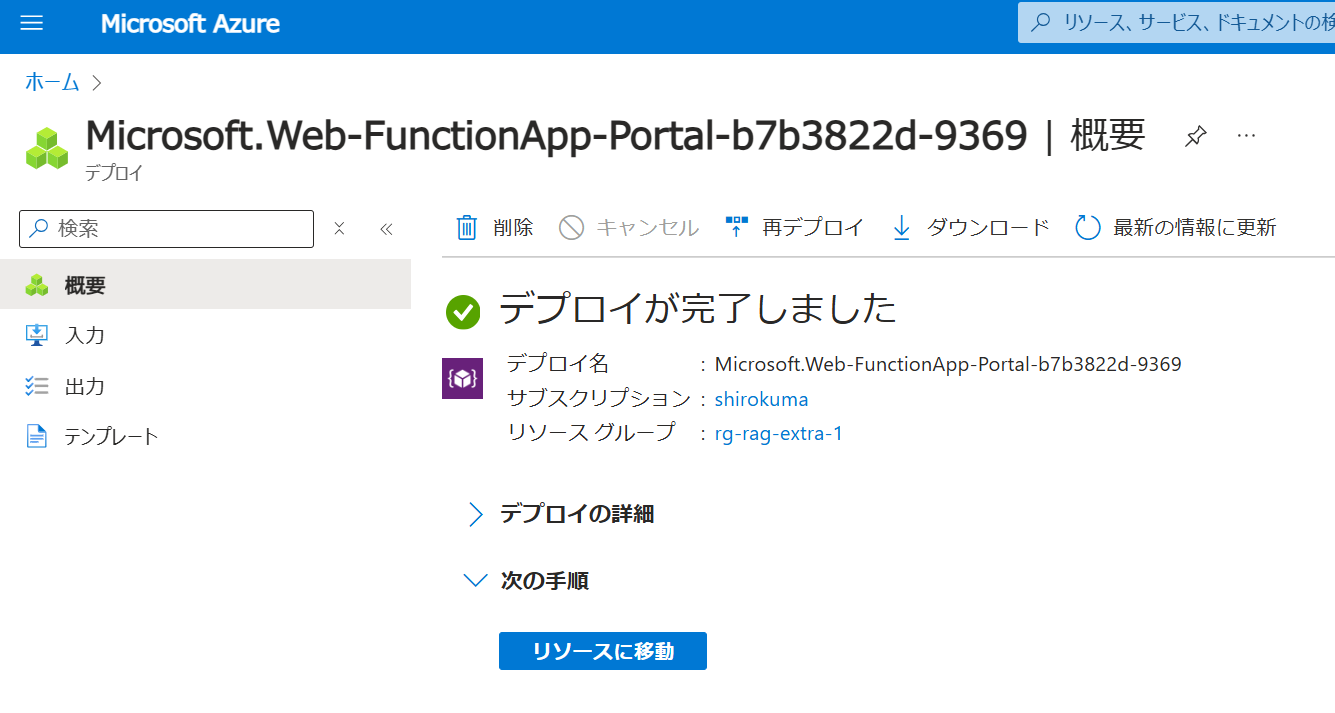 Microsoft Azure
リソース、サービス、ドキュメントの検
ホーム >
Microsoft.Web-FunctionApp-Portal-b7b3822d-9369 | 概要
デプロイ
検索
削除 キャンセル 再デプロイ ダウンロード 最新の情報に更新
概要
入力
出力
テンプレート
デプロイが完了しました
デプロイ名 : Microsoft.Web-FunctionApp-Portal-b7b3822d-9369
サブスクリプション : shirokuma
リソース グループ : rg-rag-extra-1
デプロイの詳細
次の手順
リソースに移動